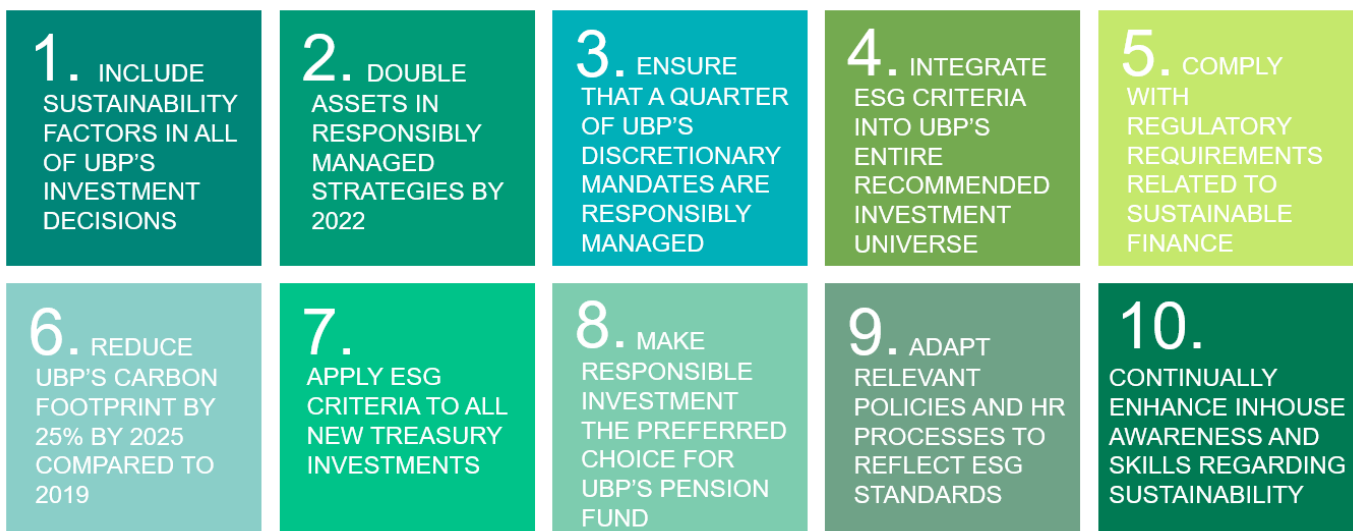 1. INCLUDE
SUSTAINABILITY
FACTORS IN ALL
OF UBP'S
INVESTMENT
DECISIONS
2. DOUBLE
ASSETS IN
RESPONSIBLY
MANAGED
STRATEGIES BY
2022
3. ENSURE
THAT A QUARTER
OF UBP'S
DISCRETIONARY
MANDATES ARE
RESPONSIBLY
MANAGED
4. INTEGRATE
ESG CRITERIA
INTO UBP'S
ENTIRE
RECOMMENDED
INVESTMENT
UNIVERSE
5. COMPLY
WITH
REGULATORY
REQUIREMENTS
RELATED TO
SUSTAINABLE
FINANCE
6. REDUCE
UBP'S CARBON
FOOTPRINT BY
25% BY 2025
COMPARED TO
2019
7.
APPLY ESG
CRITERIA TO ALL
NEW TREASURY
INVESTMENTS
8. MAKE
RESPONSIBLE
INVESTMENT
THE PREFERRED
CHOICE FOR
UBP'S PENSION
FUND
9. ADAPT
RELEVANT
POLICIES AND HR
PROCESSES TO
REFLECT ESG
STANDARDS
10.
CONTINUALLY
ENHANCE INHOUSE
AWARENESS AND
SKILLS REGARDING
SUSTAINABILITY